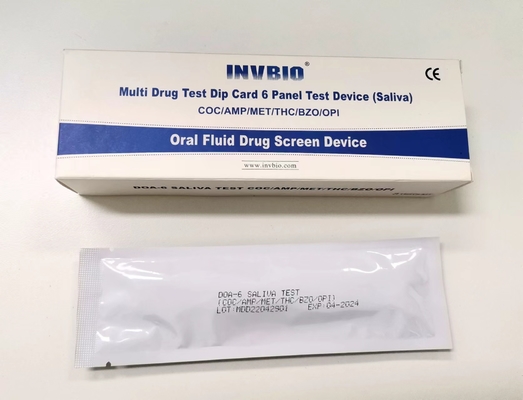 INVBIO®
CE
Multi Drug Test Dip Card 6 Panel Test Device (Saliva)
COC/AMP/MET/THC/BZO/OPI
Oral Fluid Drug Screen Device
www.invbio.com
DOA-6 SALIVA TEST COC/AMP/MET/THC/BZO/OPI
DOA-6 SALIVA TEST
(COC/AMP/MET/THC/BZO/OPI)
LOT:MDD22042901 EXP:04-2024